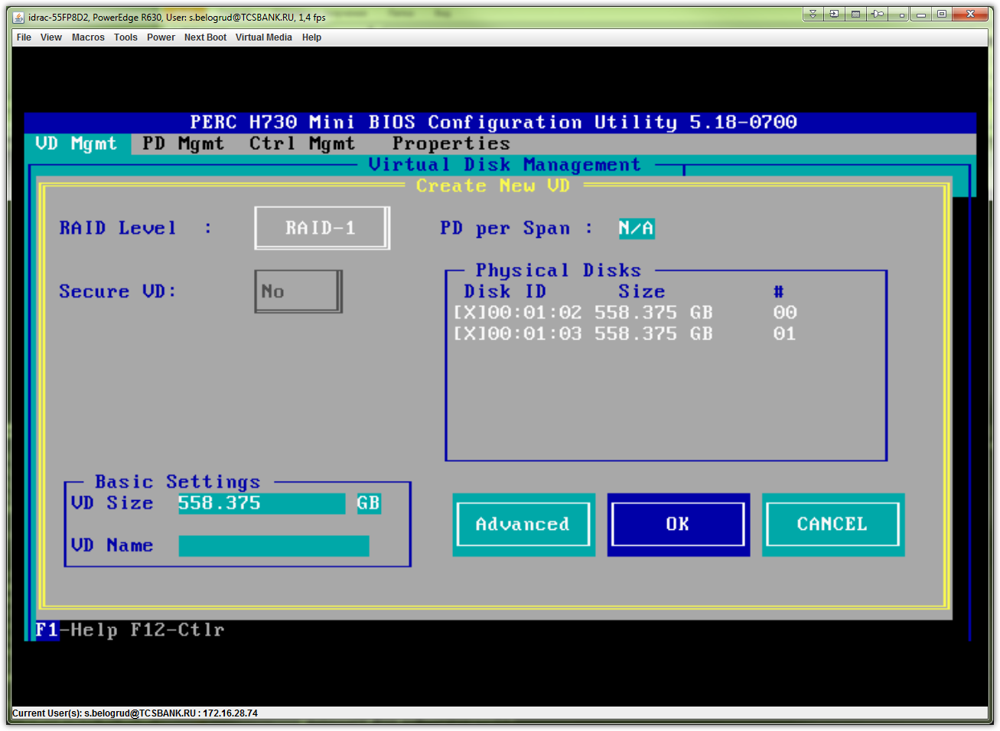 idrac-55FP8D2, PowerEdge R630, User: s.belogrud@TCSBANK.RU, 1,4 fps
File View Macros Tools Power Next Boot Virtual Media Help
PERC H730 Mini BIOS Configuration Utility 5.18-0700
VD Mgmt PD Mgmt Ctrl Mgmt Properties
Virtual Disk Management
Create New VD
RAID Level : RAID-1 PD per Span : N/A
Physical Disks
Secure VD: No Disk ID Size #
[X]00:01:02 558.375 GB 00
[X]00:01:03 558.375 GB 01
Basic Settings
VD Size 558.375 GB
Advanced OK CANCEL
VD Name
F1-Help F12-Ctlr
Current User(s): s.belogrud@TCSBANK.RU : 172.16.28.74